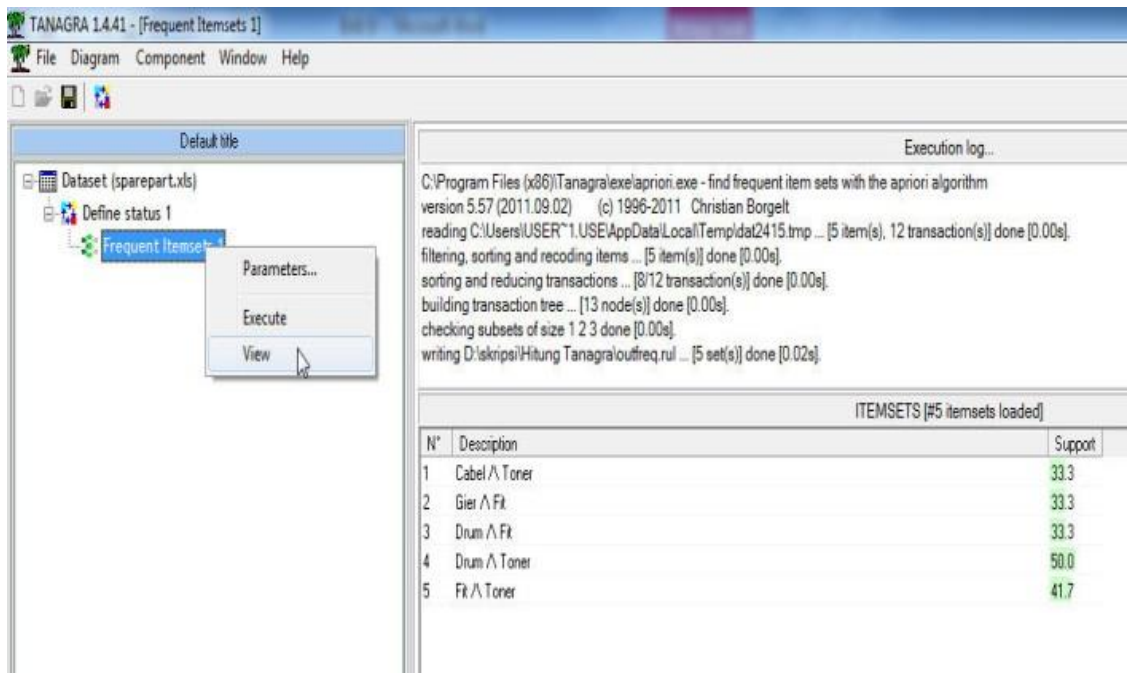 TANAGRA 1.4.41 - [Frequent Itemsets 1]
File Diagram Component Window Help
Default title
Dataset (sparepart.xls)
Define status 1
Frequent Itemsets 1
Parameters...
Execute
View
Execution log...
C:\Program Files (x86)\Tanagra\exe\apriori.exe - find frequent item sets with the apriori algorithm
version 5.57 (2011.09.02) (c) 1996-2011 Christian Borgelt
reading C:\Users\USER~1.USE\AppData\Local\Temp\dat2415.tmp ... [5 item(s), 12 transaction(s)] done [0.00s].
filtering, sorting and recoding items ... [5 item(s)] done [0.00s].
sorting and reducing transactions ... [8/12 transaction(s)] done [0.00s].
building transaction tree ... [13 node(s)] done [0.00s].
checking subsets of size 1 2 3 done [0.00s].
writing D:\skripsi\Hitung Tanagra\outfreq.rul ... [5 set(s)] done [0.02s].
ITEMSETS [#5 itemsets loaded]
N° Description Support
1 Cabel /\ Toner 33.3
2 Gier /\ Fit 33.3
3 Drum /\ Fit 33.3
4 Drum /\ Toner 50.0
5 Fit /\ Toner 41.7